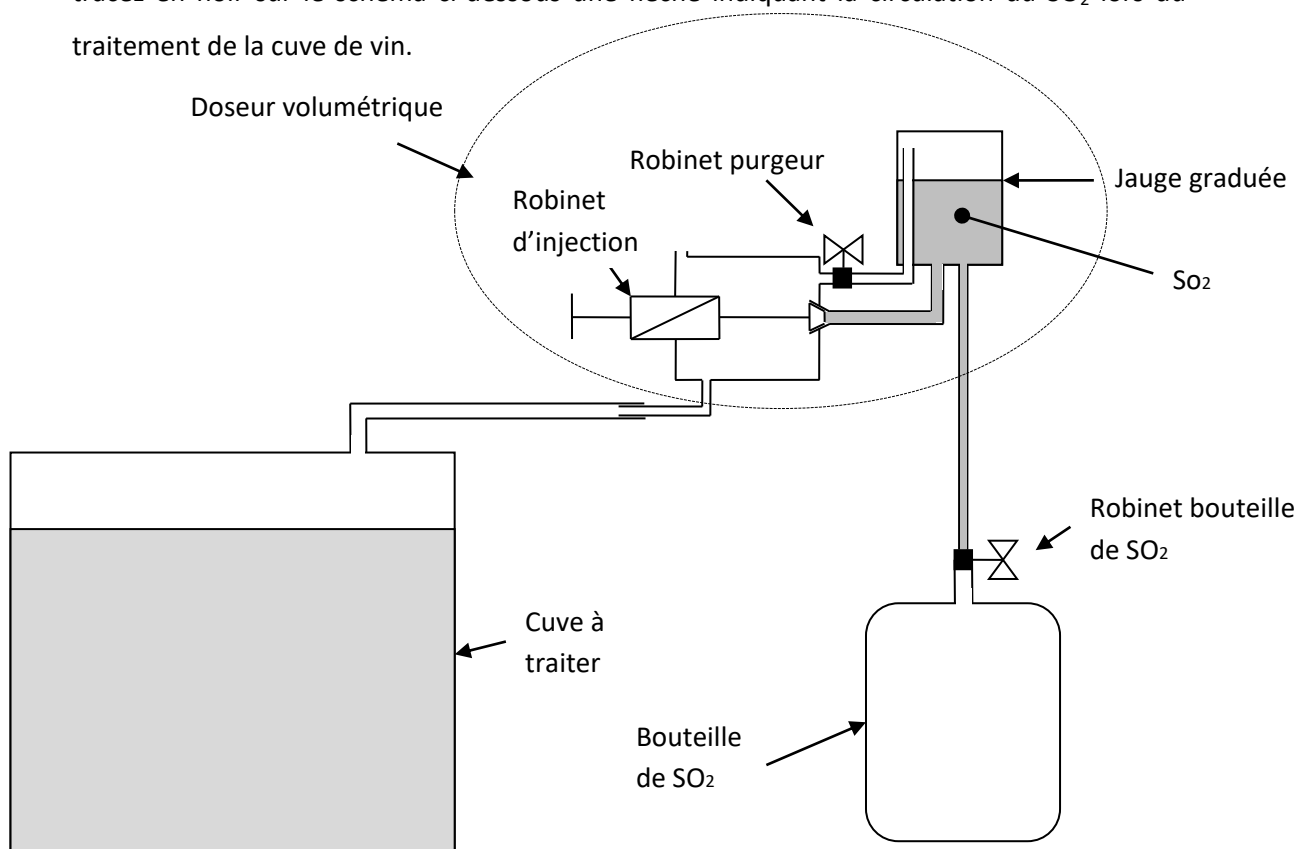 traitement de la cuve de vin.
Doseur volumétrique
Robinet purgeur
Jauge graduée
Robinet
d'injection
So2
Robinet bouteille
de SO2
Cuve à
traiter
Bouteille
de SO2